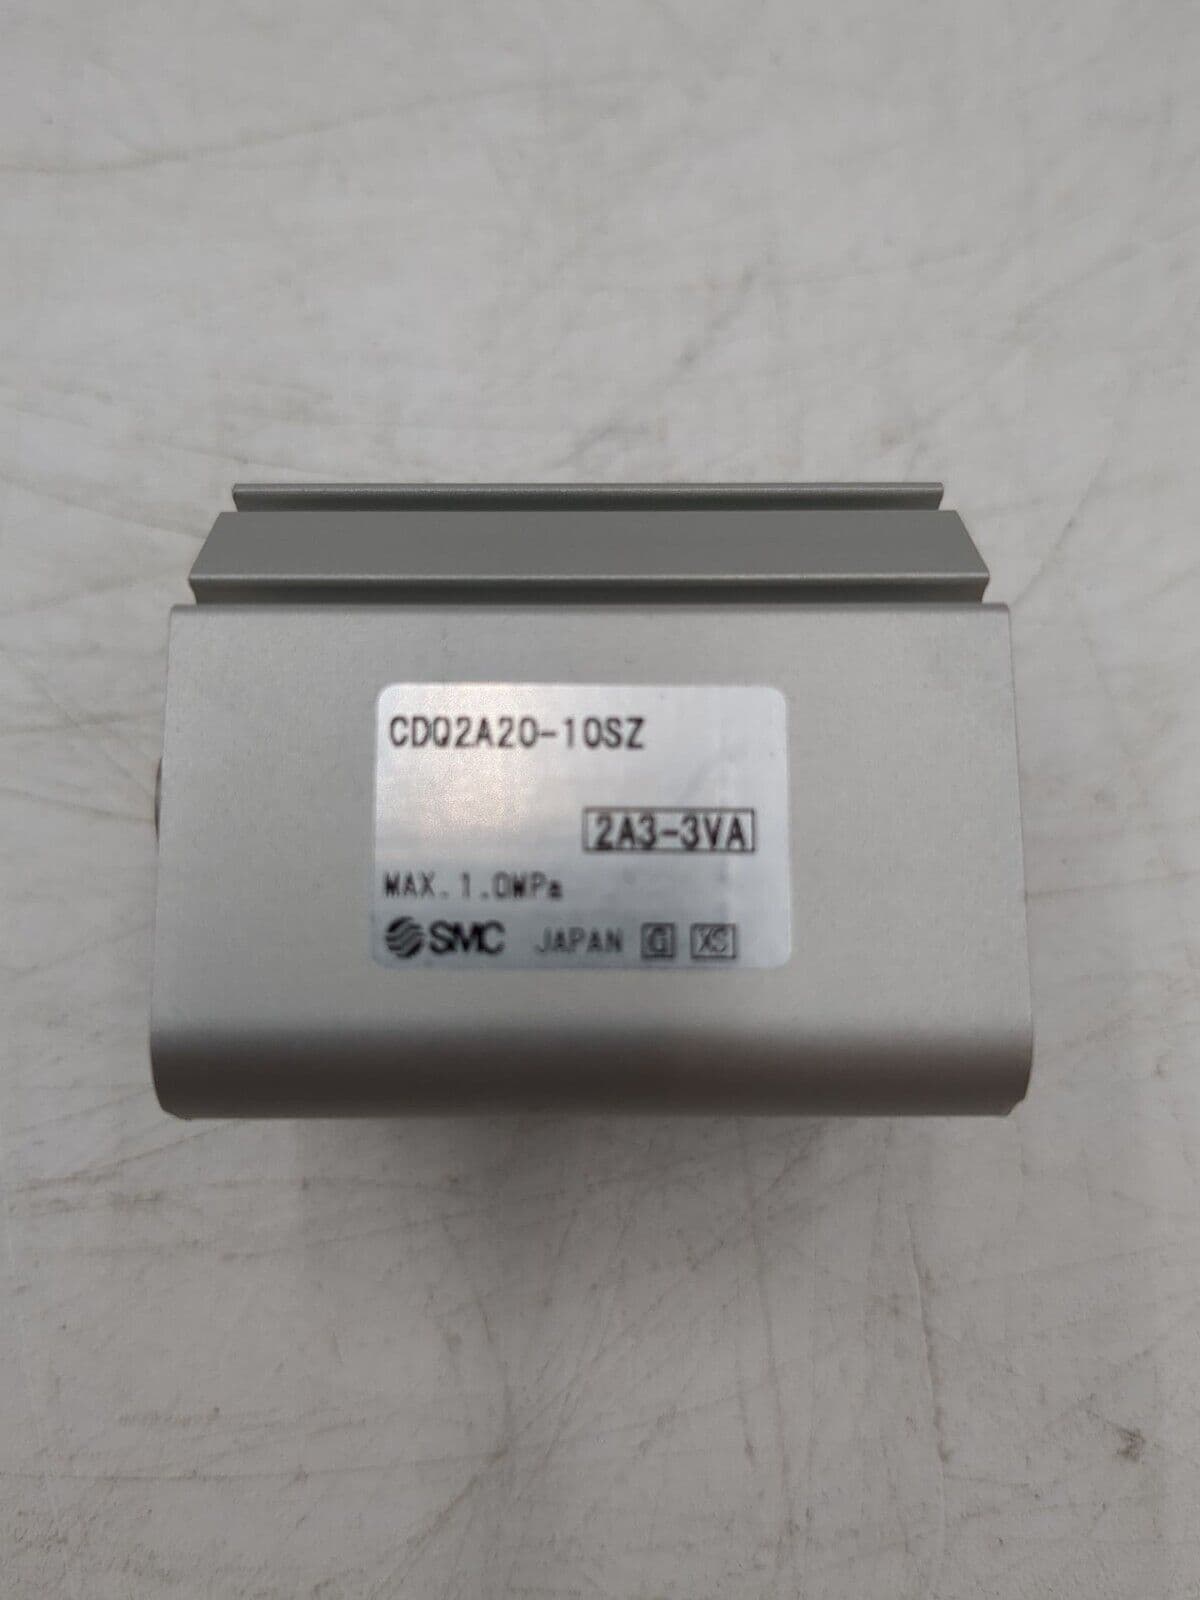 CDQ2A20-10SZ
2A3-3VA
MAX. 1.0MPa
SMC JAPAN G XS